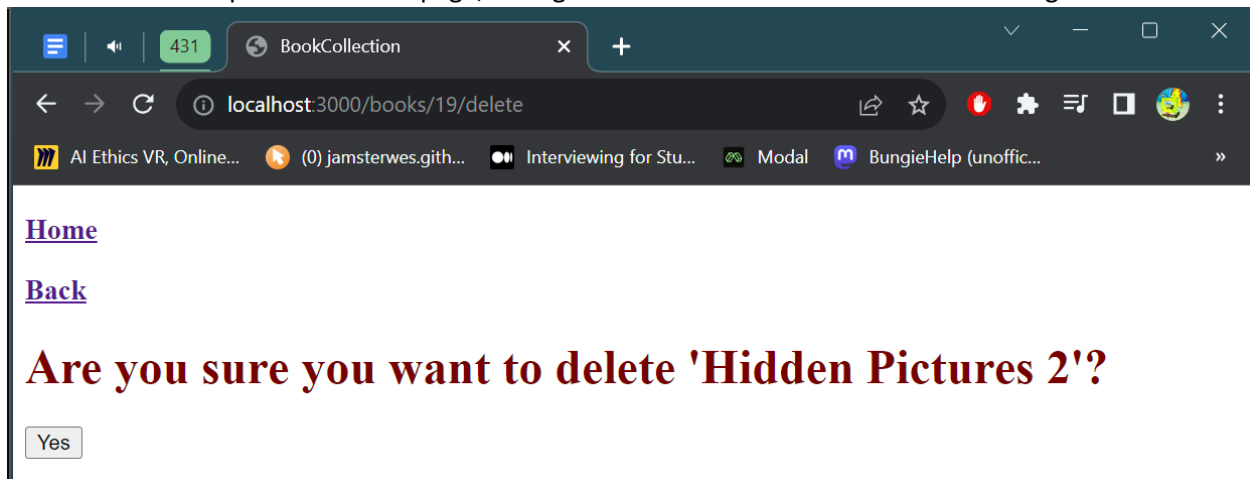 431 BookCollection
localhost:3000/books/19/delete
AI Ethics VR, Online... (0) jamsterwes.gith... Interviewing for Stu... Modal BungieHelp (unoffic... »
Home
Back
Are you sure you want to delete 'Hidden Pictures 2'?
Yes